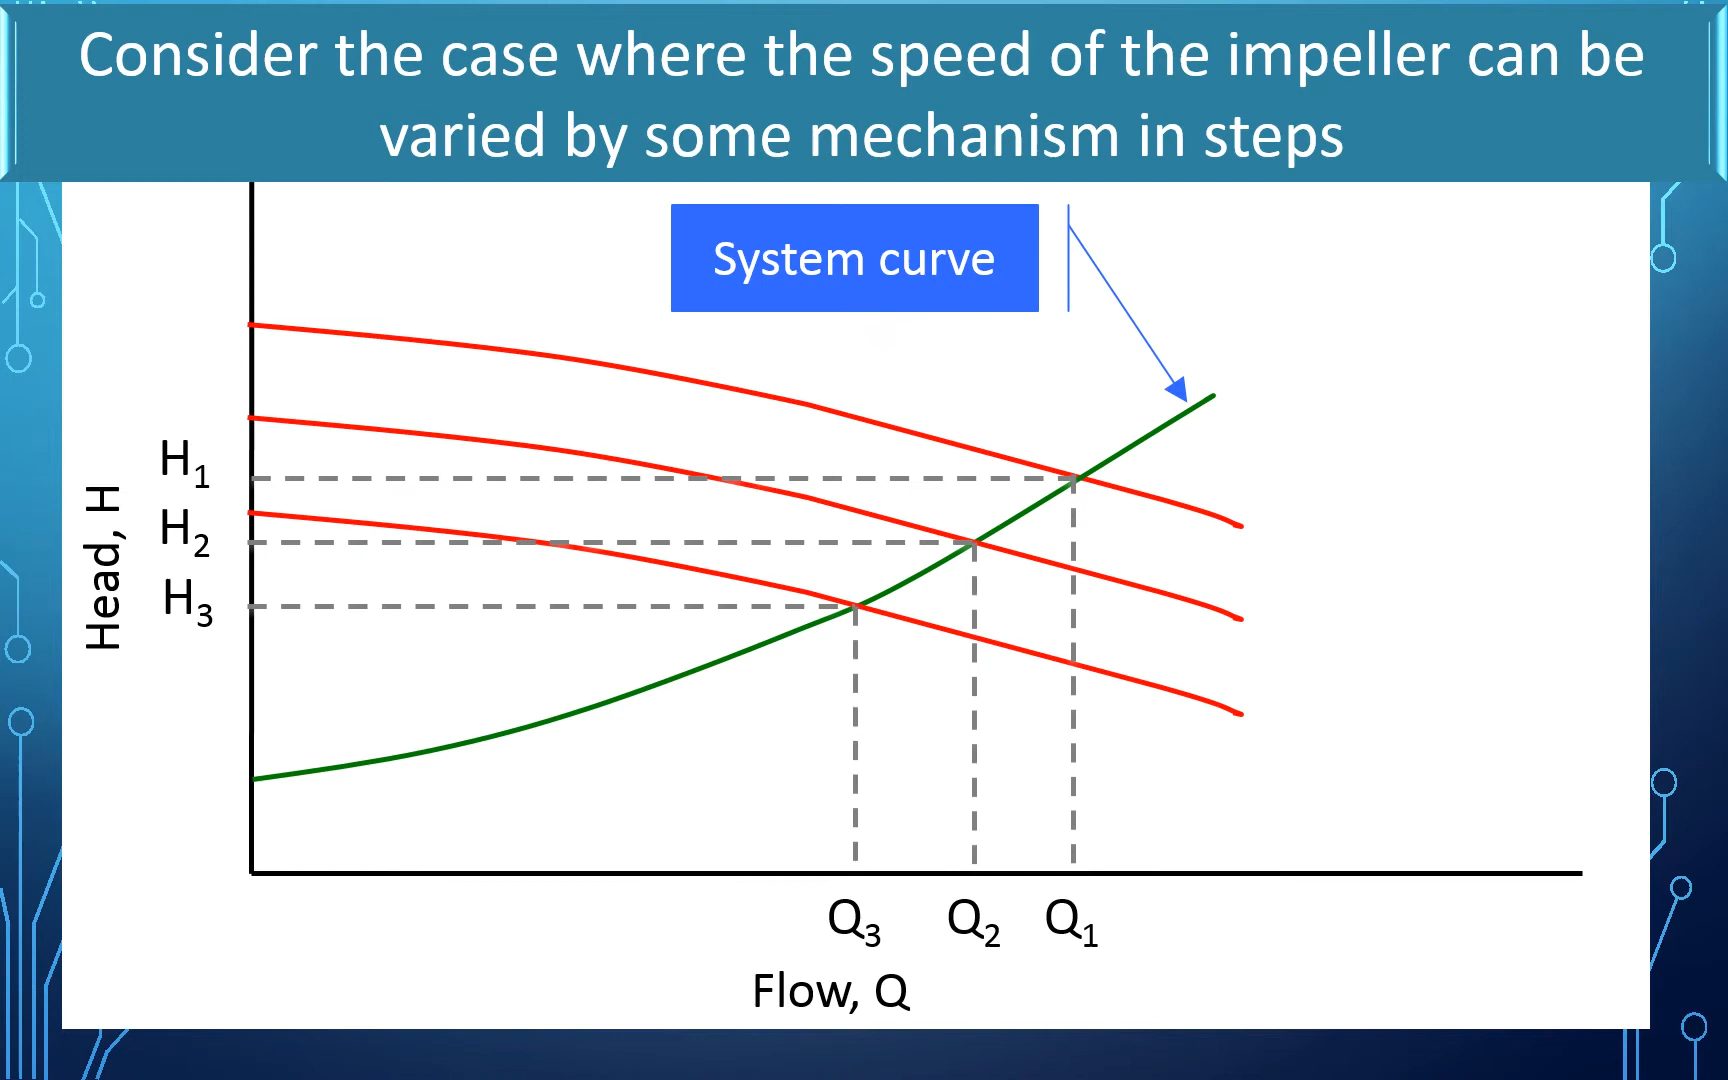 Consider the case where the speed of the impeller can be
varied by some mechanism in steps
System curve
H1
H2
H3
Head, H
Q3 Q2 Q1
Flow, Q